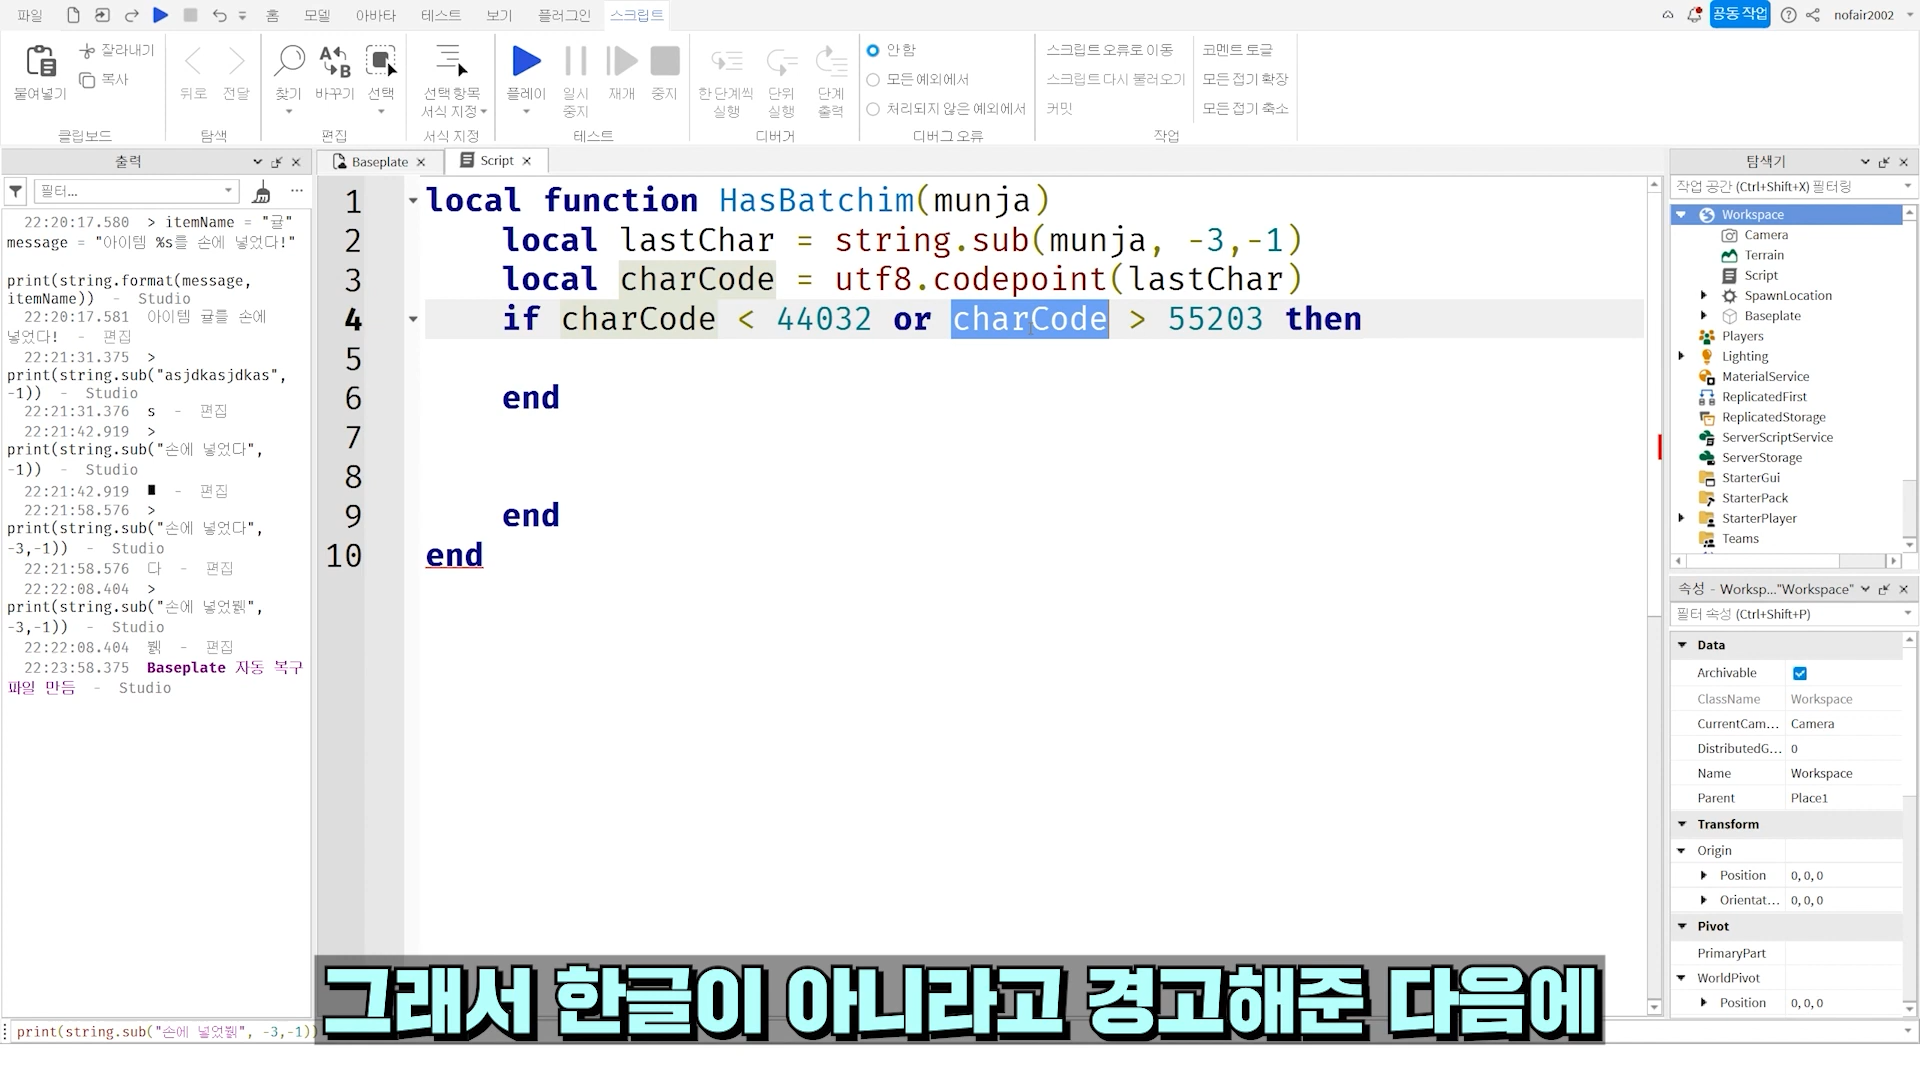 파일 홈 모델 아바타 테스트 보기 플러그인 스크립트 공동 작업 nofair2002
붙여넣기 잘라내기 복사 클립보드
뒤로 전달 탐색
찾기 바꾸기 선택 편집
선택 항목 서식 지정 서식 지정
플레이 일시 중지 재개 중지 테스트
한 단계씩 실행 단위 실행 단계 출력 디버거
안 함
모든 예외에서
처리되지 않은 예외에서
디버그 오류
스크립트 오류로 이동 코멘트 토글
스크립트 다시 불러오기 모든 접기 확장
커밋 모든 접기 축소
작업
출력
필터...
22:20:17.580 > itemName = "귤"
message = "아이템 %s를 손에 넣었다!"
print(string.format(message,
itemName)) - Studio
22:20:17.581 아이템 귤를 손에
넣었다! - 편집
22:21:31.375 >
print(string.sub("asjdkasjdkas",
-1)) - Studio
22:21:31.376 s - 편집
22:21:42.919 >
print(string.sub("손에 넣었다",
-1)) - Studio
22:21:42.919 - 편집
22:21:58.576 >
print(string.sub("손에 넣었다",
-3,-1)) - Studio
22:21:58.576 다 - 편집
22:22:08.404 >
-3,-1)) - Studio
22:22:08.404 - 편집
22:23:58.375 Baseplate 자동 복구
파일 만듬 - Studio
Baseplate Script
1 local function HasBatchim(munja)
2 local lastChar = string.sub(munja, -3,-1)
3 local charCode = utf8.codepoint(lastChar)
4 if charCode < 44032 or charCode > 55203 then
5
6 end
7
8
9 end
10 end
탐색기
작업 공간 (Ctrl+Shift+X) 필터링
Workspace
Camera
Terrain
Script
SpawnLocation
Baseplate
Players
Lighting
MaterialService
ReplicatedFirst
ReplicatedStorage
ServerScriptService
ServerStorage
StarterGui
StarterPack
StarterPlayer
Teams
속성 - Worksp..."Workspace"
필터 속성 (Ctrl+Shift+P)
Data
Archivable
ClassName Workspace
CurrentCam... Camera
DistributedG... 0
Name Workspace
Parent Place1
Transform
Origin
Position 0, 0, 0
Orientat... 0, 0, 0
Pivot
PrimaryPart
WorldPivot
Position 0, 0, 0
그래서 한글이 아니라고 경고해준 다음에